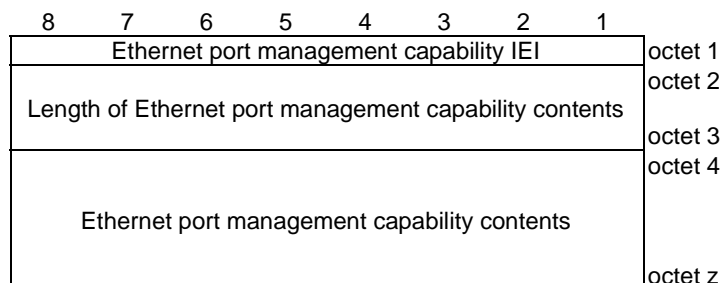 8 7 6 5 4 3 2 1
Ethernet port management capability IEI octet 1
octet 2
Length of Ethernet port management capability contents
octet 3
octet 4
Ethernet port management capability contents
octet z